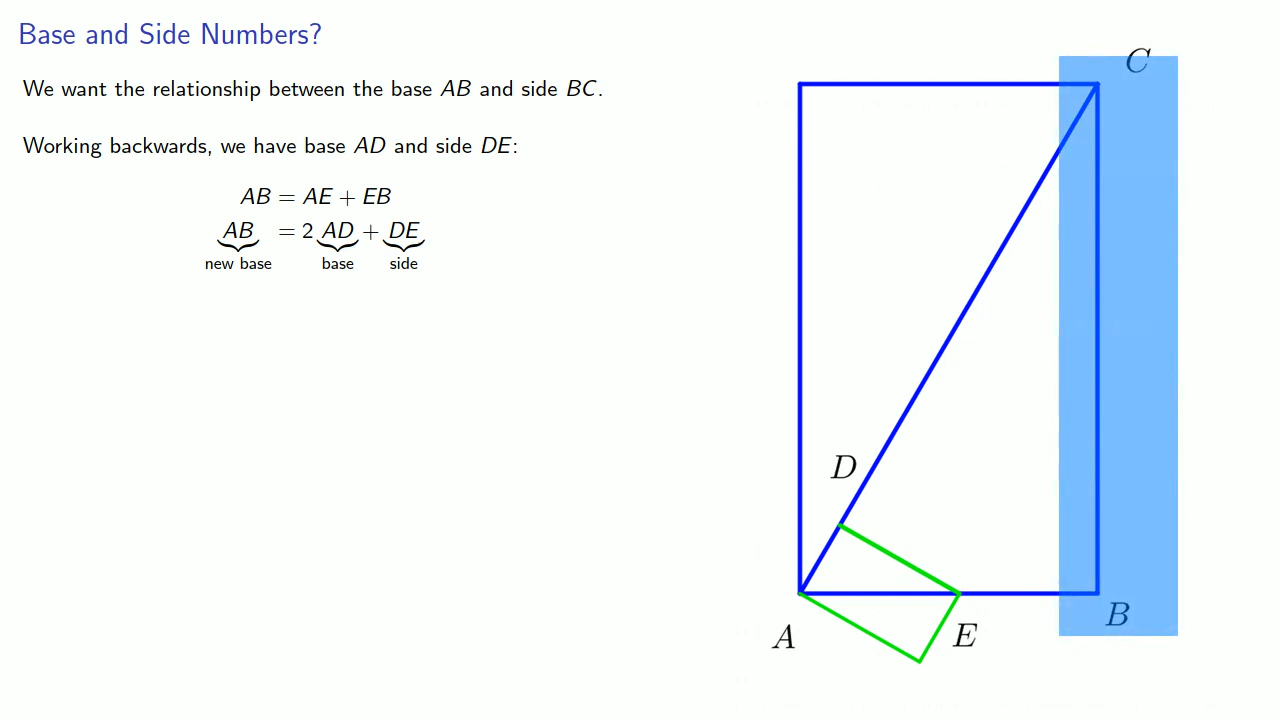 Base and Side Numbers?
We want the relationship between the base AB and side BC.
Working backwards, we have base AD and side DE:
AB = AE + EB
AB = 2 AD + DE
new base base side
C
D
B
A E